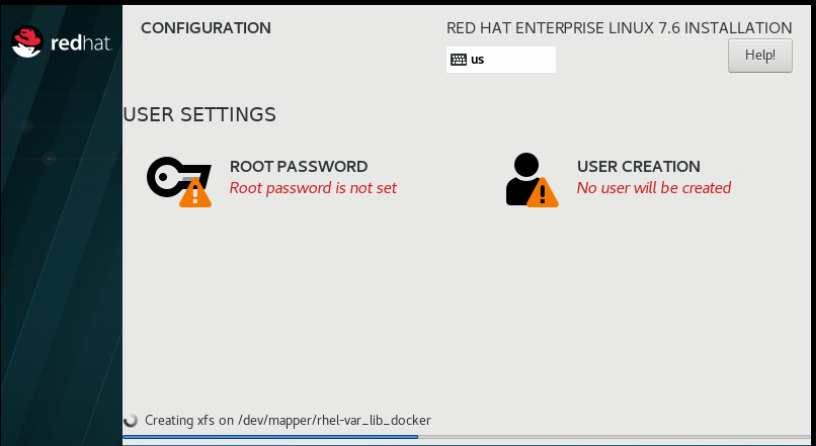 redhat.
CONFIGURATION
RED HAT ENTERPRISE LINUX 7.6 INSTALLATION
us
Help!
USER SETTINGS
ROOT PASSWORD
Root password is not set
USER CREATION
No user will be created
Creating xfs on /dev/mapper/rhel-var_lib_docker